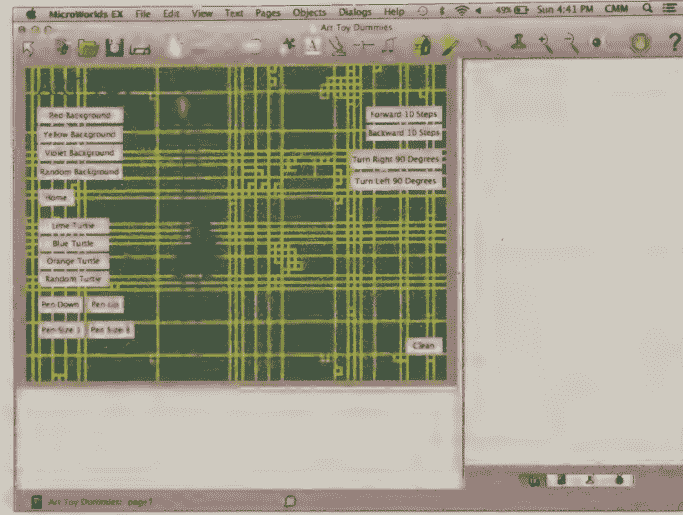 MicroWorlds EX File Edit View Text Pages Objects Dialogs Help 49% Sun 4:41 PM CMM
Art Toy Dummies
Red Background
Yellow Background
Violet Background
Random Background
Home
Lime Turtle
Blue Turtle
Orange Turtle
Random Turtle
Pen Down Pen Up
Pen Size 1 Pen Size 8
Forward 10 Steps
Backward 10 Steps
Turn Right 90 Degrees
Turn Left 90 Degrees
Clean
Art Toy Dummies: page1